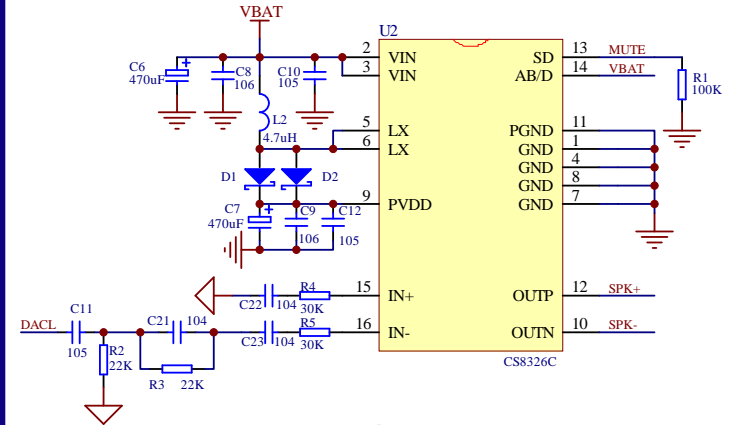 VBAT
U2
C6
470uF
C8
106
C10
105
L2
4.7uH
D1
D2
C7
470uF
C9
106
C12
105
2
VIN
3
VIN
5
LX
6
LX
9
PVDD
15
IN+
16
IN-
SD
13
MUTE
AB/D
14
VBAT
R1
100K
PGND
11
GND
1
GND
4
GND
8
GND
7
OUTP
12
SPK+
OUTN
10
SPK-
CS8326C
C22
104
R4
30K
DACL
C11
105
R2
22K
C21
104
R3
22K
C23
104
R5
30K